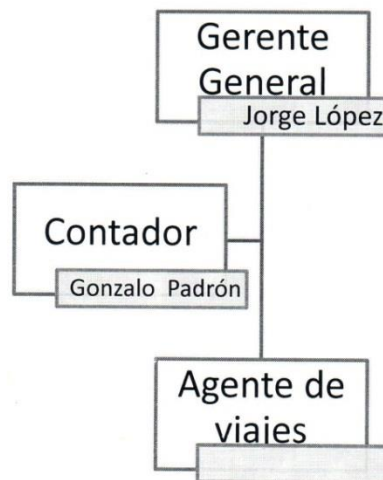 Gerente
General
Jorge López
Contador
Gonzalo Padrón
Agente de
viajes